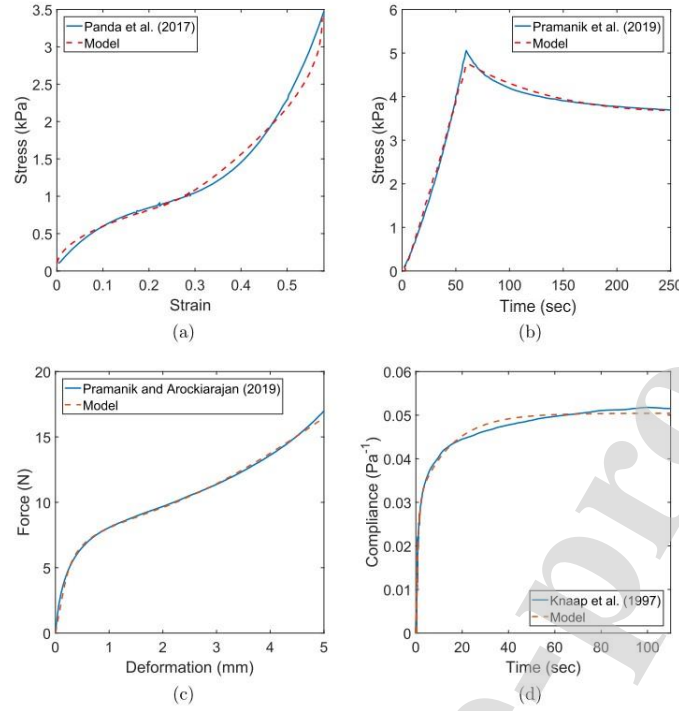 3.5
3
2.5
2
1.5
1
0.5
0
Stress (kPa)
Panda et al. (2017)
Model
0
0.1
0.2
0.3
0.4
0.5
Strain
(a)
6
5
4
3
2
1
0
Stress (kPa)
Pramanik et al. (2019)
Model
0
50
100
150
200
250
Time (sec)
(b)
20
15
10
5
0
Force (N)
Pramanik and Arockiarajan (2019)
Model
0
1
2
3
4
5
Deformation (mm)
(c)
0.06
0.05
0.04
0.03
0.02
0.01
0
Compliance (Pa⁻¹)
Knaap et al. (1997)
Model
0
20
40
60
80
100
Time (sec)
(d)
e-pro